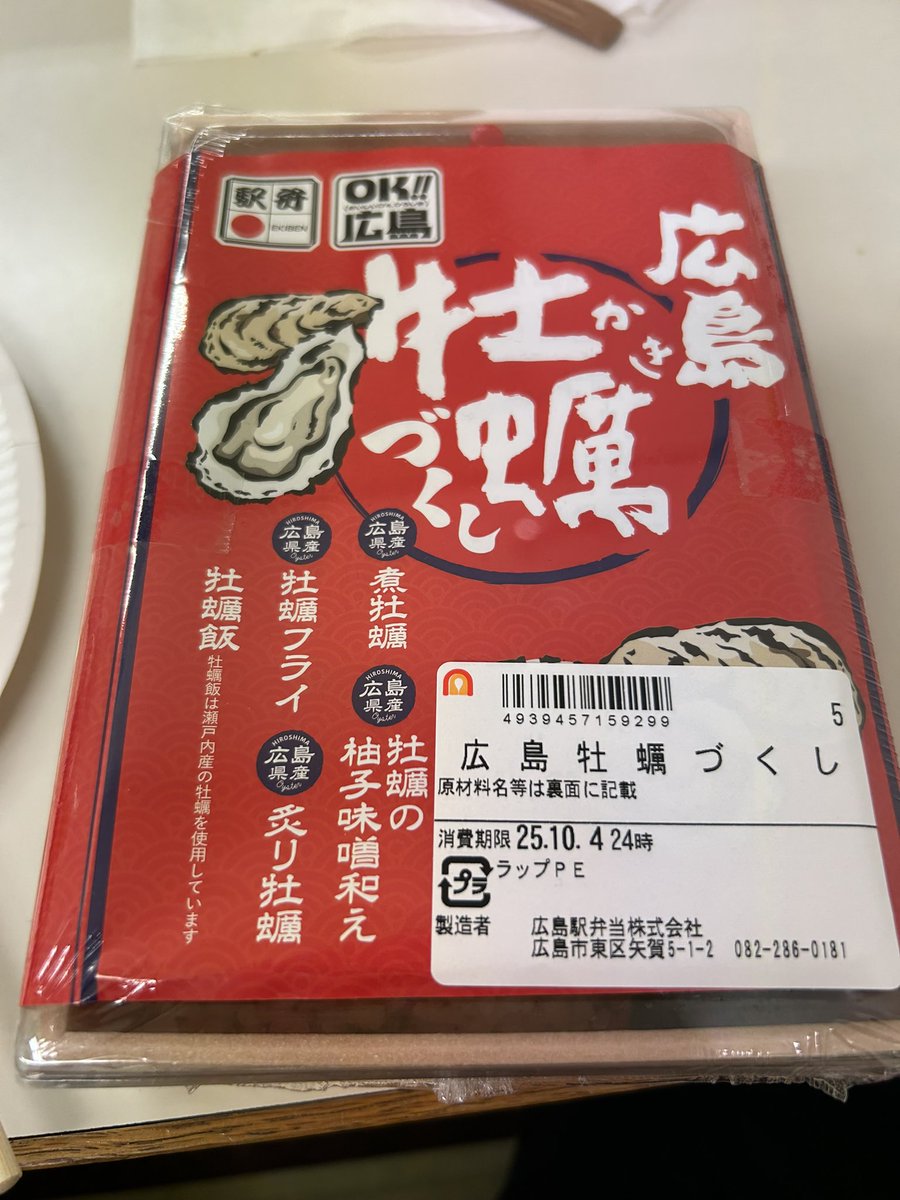 駅弁
EKIBEN
OK!!
広島
広島
牡蠣
かき
づくし
HIROSHIMA
広島
県産
Oyster
煮牡蠣
HIROSHIMA
広島
県産
Oyster
牡蠣の
柚子味噌和え
HIROSHIMA
広島
県産
Oyster
牡蠣フライ
HIROSHIMA
広島
県産
Oyster
炙り牡蠣
牡蠣飯
牡蠣飯は瀬戸内産の牡蠣を使用しています
4939457159299
5
広島牡蠣づくし
原材料名等は裏面に記載
消費期限 25.10. 4 24時
プラ ラップPE
製造者 広島駅弁当株式会社
広島市東区矢賀5-1-2 082-286-0181